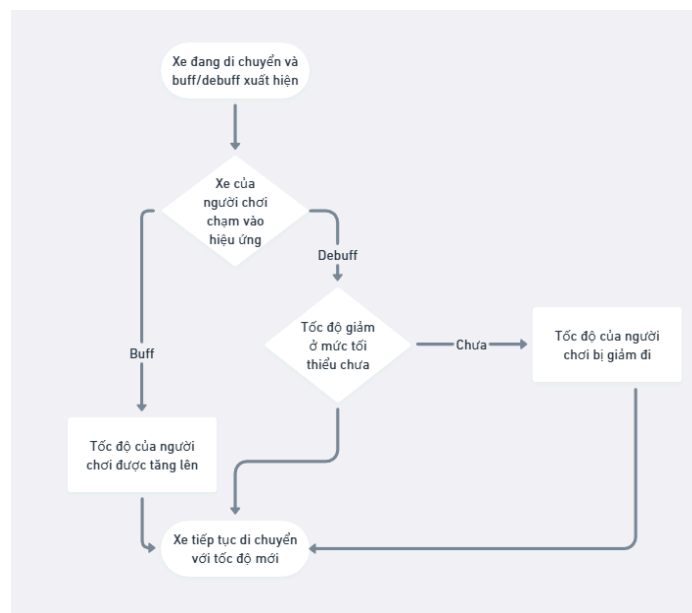 Xe đang di chuyển và
buff/debuff xuất hiện
Xe của
người chơi
chạm vào
hiệu ứng
Debuff
Tốc độ giảm
ở mức tối
thiểu chưa
Chưa
Tốc độ của người
chơi bị giảm đi
Buff
Tốc độ của người
chơi được tăng lên
Xe tiếp tục di chuyển
với tốc độ mới